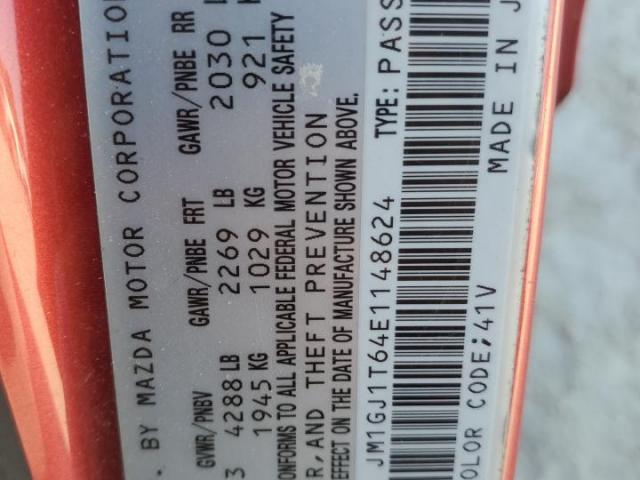 . BY MAZDA MOTOR CORPORATION
GVWR/PNBV GAWR/PNBE FRT GAWR/PNBE RR
3 4288 LB 2269 LB 2030 L
1945 KG 1029 KG 921 K
ONFORMS TO ALL APPLICABLE FEDERAL MOTOR VEHICLE SAFETY
R, AND THEFT PREVENTION
EFFECT ON THE DATE OF MANUFACTURE SHOWN ABOVE.
JM1GJ1T64E1148624 TYPE: PASS
OLOR CODE;41V MADE IN J